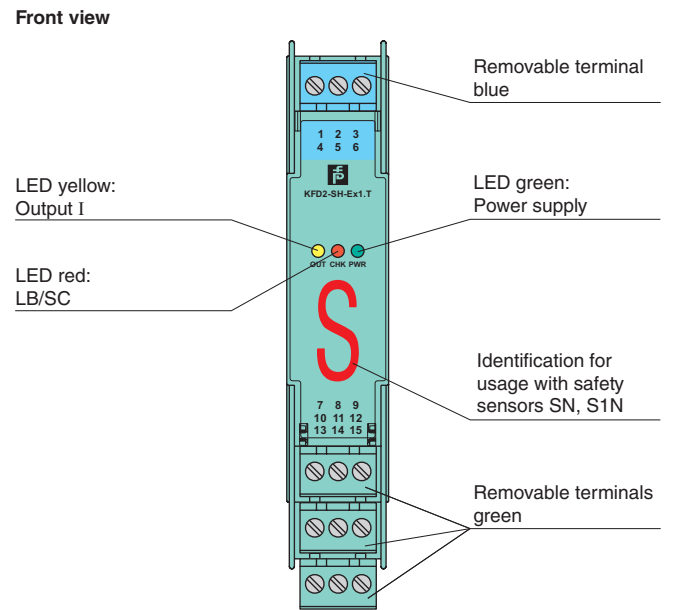 Front view
Removable terminal
blue
1 2 3
4 5 6
KFD2-SH-Ex1.T
LED yellow:
Output I
LED green:
Power supply
OUT CHK PWR
LED red:
LB/SC
S
Identification for
usage with safety
sensors SN, S1N
7 8 9
10 11 12
13 14 15
Removable terminals
green